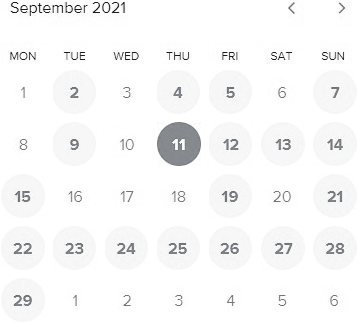 September 2021 < >
MON TUE WED THU FRI SAT SUN
1 2 3 4 5 6 7
8 9 10 11 12 13 14
15 16 17 18 19 20 21
22 23 24 25 26 27 28
29 1 2 3 4 5 6